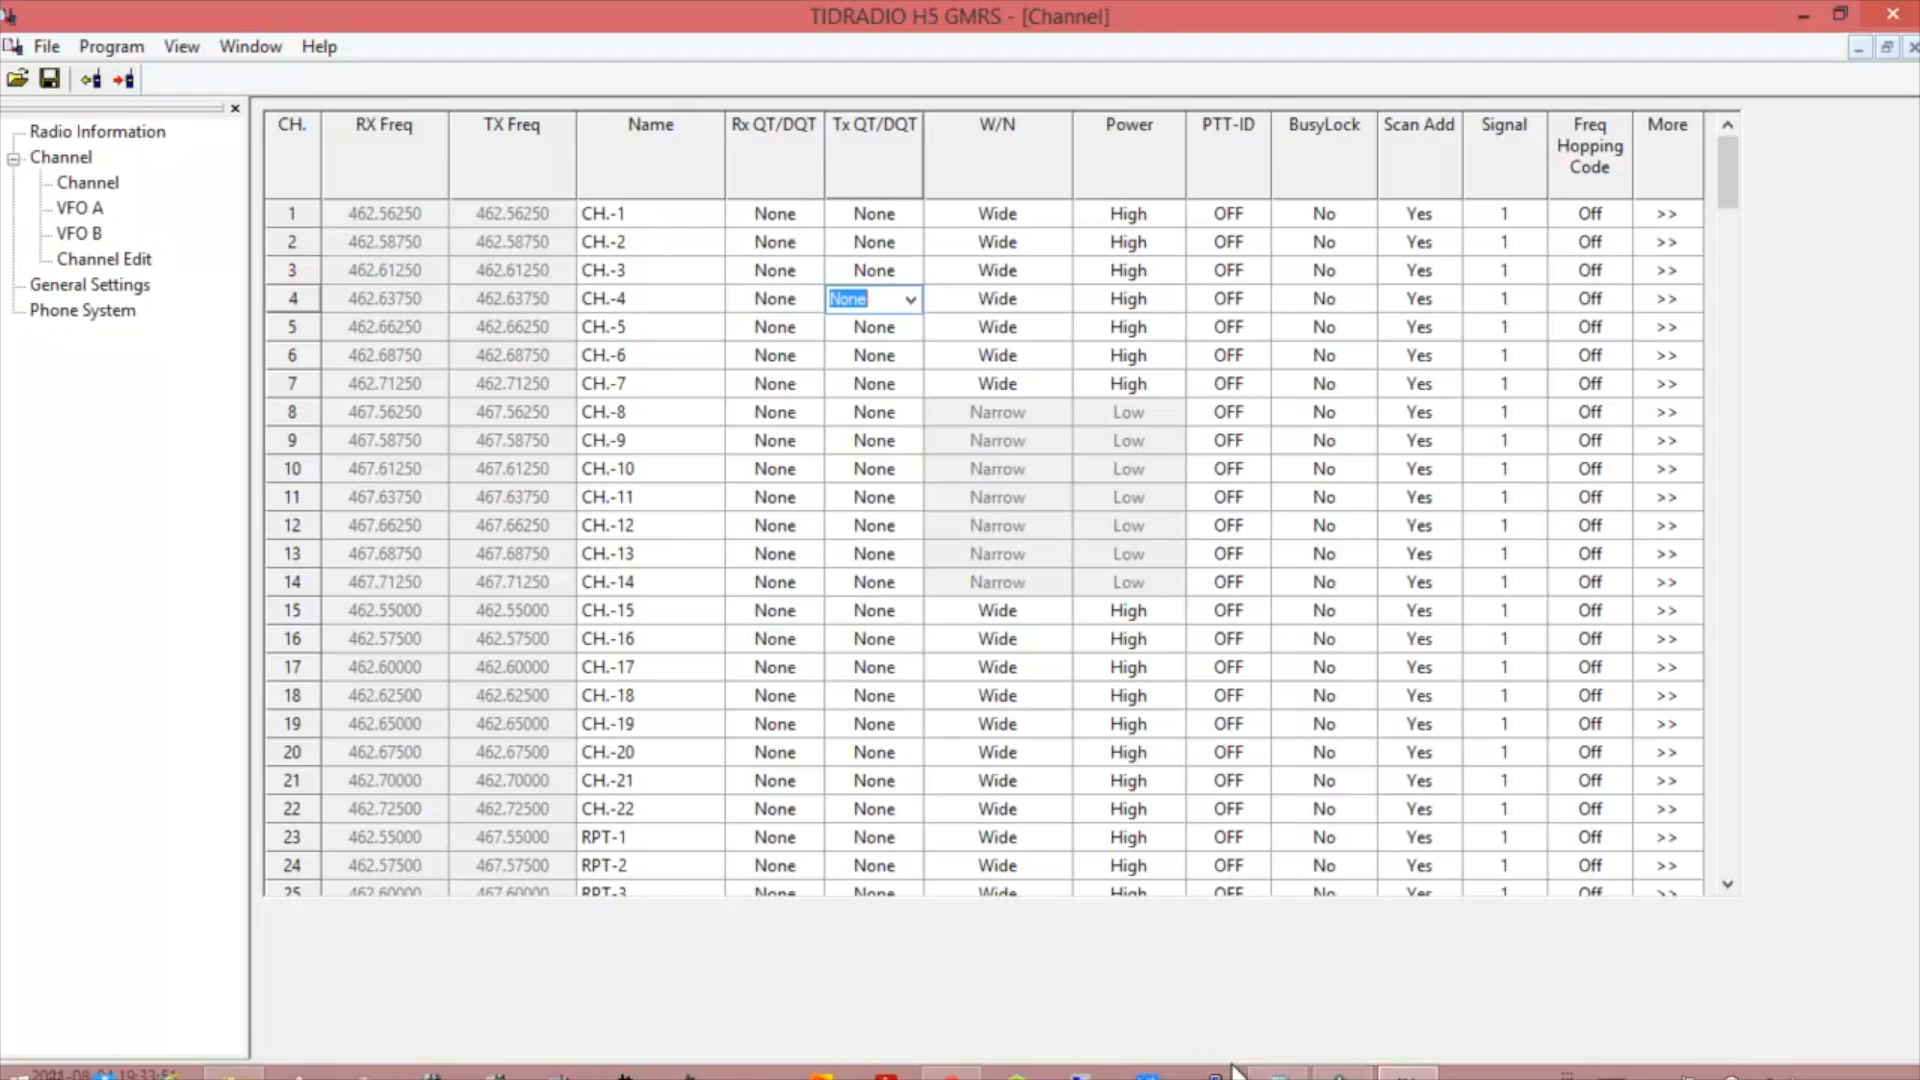 TIDRADIO H5 GMRS - [Channel]
File Program View Window Help
Radio Information
Channel
Channel
VFO A
VFO B
Channel Edit
General Settings
Phone System
CH. RX Freq TX Freq Name Rx QT/DQT Tx QT/DQT W/N Power PTT-ID BusyLock Scan Add Signal Freq Hopping Code More
1 462.56250 462.56250 CH.-1 None None Wide High OFF No Yes 1 Off >>
2 462.58750 462.58750 CH.-2 None None Wide High OFF No Yes 1 Off >>
3 462.61250 462.61250 CH.-3 None None Wide High OFF No Yes 1 Off >>
4 462.63750 462.63750 CH.-4 None None Wide High OFF No Yes 1 Off >>
5 462.66250 462.66250 CH.-5 None None Wide High OFF No Yes 1 Off >>
6 462.68750 462.68750 CH.-6 None None Wide High OFF No Yes 1 Off >>
7 462.71250 462.71250 CH.-7 None None Wide High OFF No Yes 1 Off >>
8 467.56250 467.56250 CH.-8 None None Narrow Low OFF No Yes 1 Off >>
9 467.58750 467.58750 CH.-9 None None Narrow Low OFF No Yes 1 Off >>
10 467.61250 467.61250 CH.-10 None None Narrow Low OFF No Yes 1 Off >>
11 467.63750 467.63750 CH.-11 None None Narrow Low OFF No Yes 1 Off >>
12 467.66250 467.66250 CH.-12 None None Narrow Low OFF No Yes 1 Off >>
13 467.68750 467.68750 CH.-13 None None Narrow Low OFF No Yes 1 Off >>
14 467.71250 467.71250 CH.-14 None None Narrow Low OFF No Yes 1 Off >>
15 462.55000 462.55000 CH.-15 None None Wide High OFF No Yes 1 Off >>
16 462.57500 462.57500 CH.-16 None None Wide High OFF No Yes 1 Off >>
17 462.60000 462.60000 CH.-17 None None Wide High OFF No Yes 1 Off >>
18 462.62500 462.62500 CH.-18 None None Wide High OFF No Yes 1 Off >>
19 462.65000 462.65000 CH.-19 None None Wide High OFF No Yes 1 Off >>
20 462.67500 462.67500 CH.-20 None None Wide High OFF No Yes 1 Off >>
21 462.70000 462.70000 CH.-21 None None Wide High OFF No Yes 1 Off >>
22 462.72500 462.72500 CH.-22 None None Wide High OFF No Yes 1 Off >>
23 462.55000 467.55000 RPT-1 None None Wide High OFF No Yes 1 Off >>
24 462.57500 467.57500 RPT-2 None None Wide High OFF No Yes 1 Off >>
25 462.60000 467.60000 RPT-3 None None Wide High OFF No Yes 1 Off >>